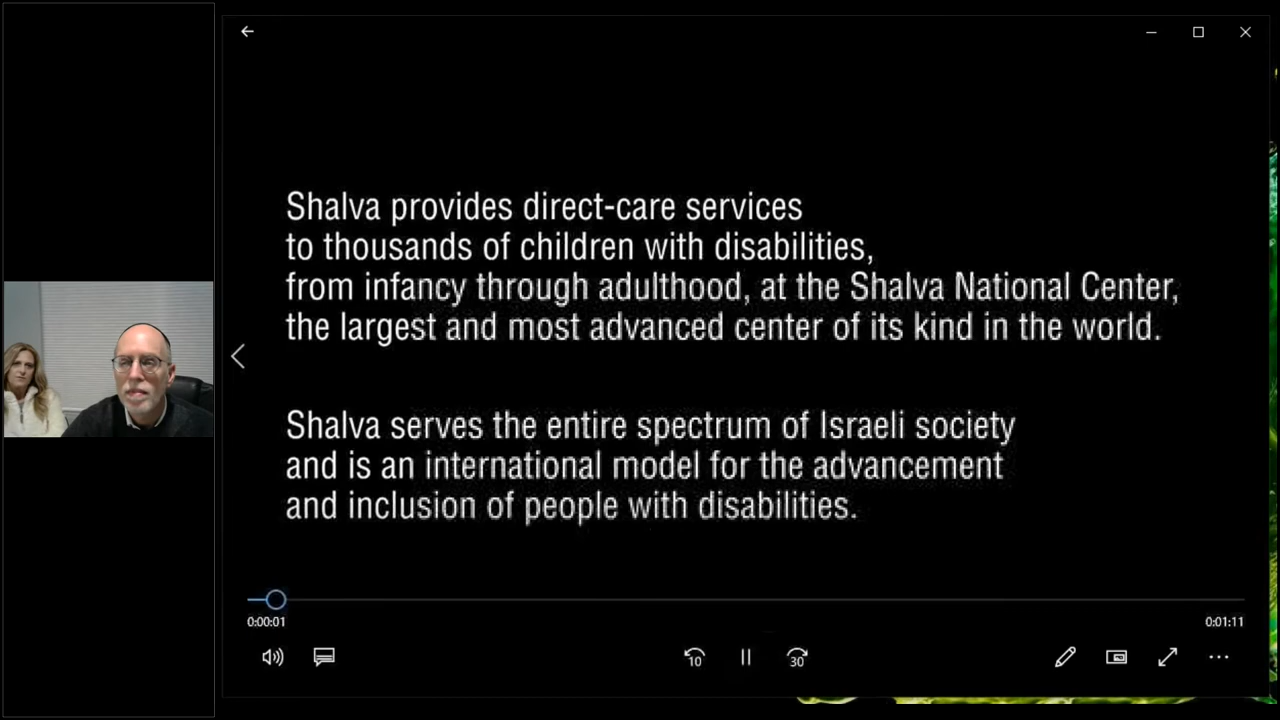 Shalva provides direct-care services
to thousands of children with disabilities,
from infancy through adulthood, at the Shalva National Center,
the largest and most advanced center of its kind in the world.
Shalva serves the entire spectrum of Israeli society
and is an international model for the advancement
and inclusion of people with disabilities.
0:00:01
0:01:11
10
30